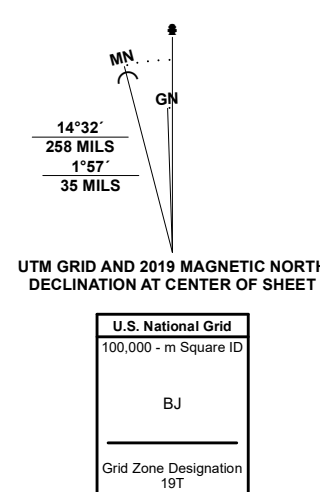 MN
GN
14°32´
258 MILS
1°57´
35 MILS
UTM GRID AND 2019 MAGNETIC NORTH
DECLINATION AT CENTER OF SHEET
U.S. National Grid
100,000 - m Square ID
BJ
Grid Zone Designation
19T